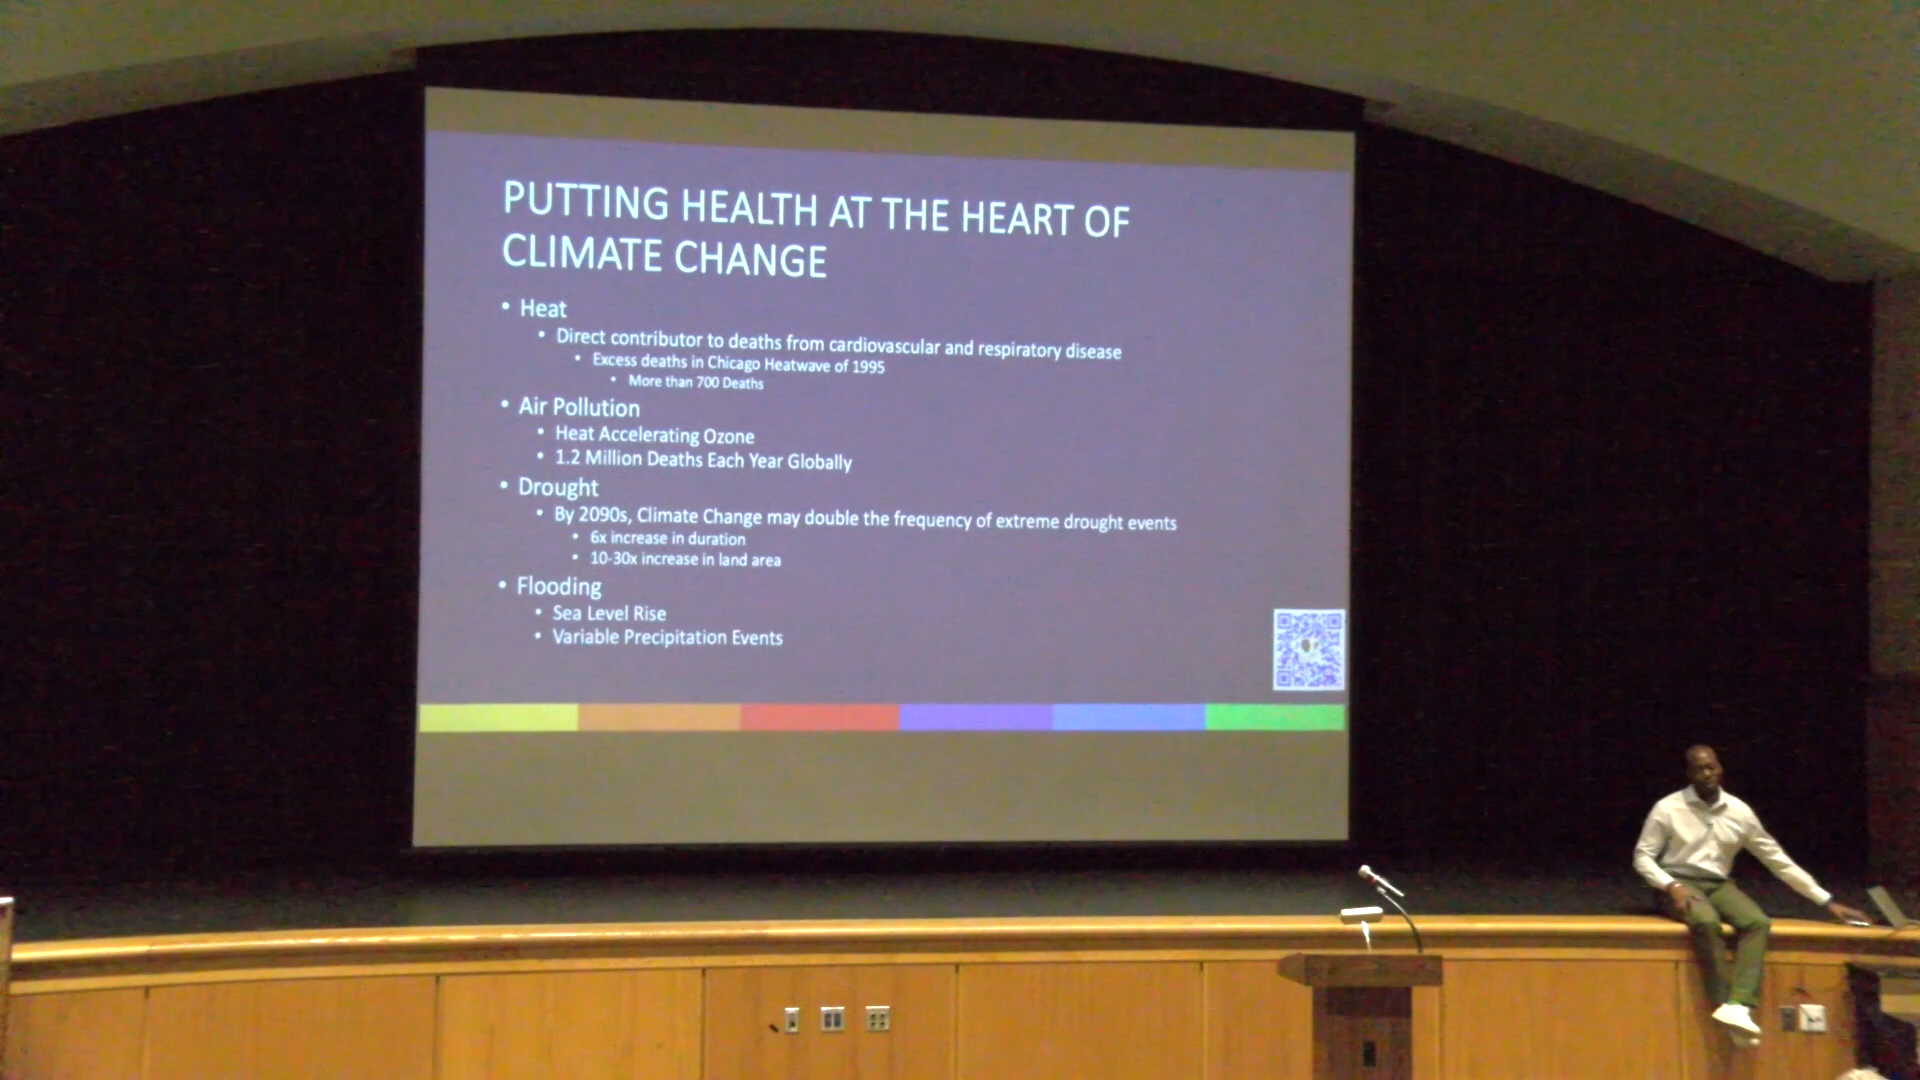 PUTTING HEALTH AT THE HEART OF
CLIMATE CHANGE
• Heat
• Direct contributor to deaths from cardiovascular and respiratory disease
• Excess deaths in Chicago Heatwave of 1995
• More than 700 Deaths
• Air Pollution
• Heat Accelerating Ozone
• 1.2 Million Deaths Each Year Globally
• Drought
• By 2090s, Climate Change may double the frequency of extreme drought events
• 6x increase in duration
• 10-30x increase in land area
• Flooding
• Sea Level Rise
• Variable Precipitation Events